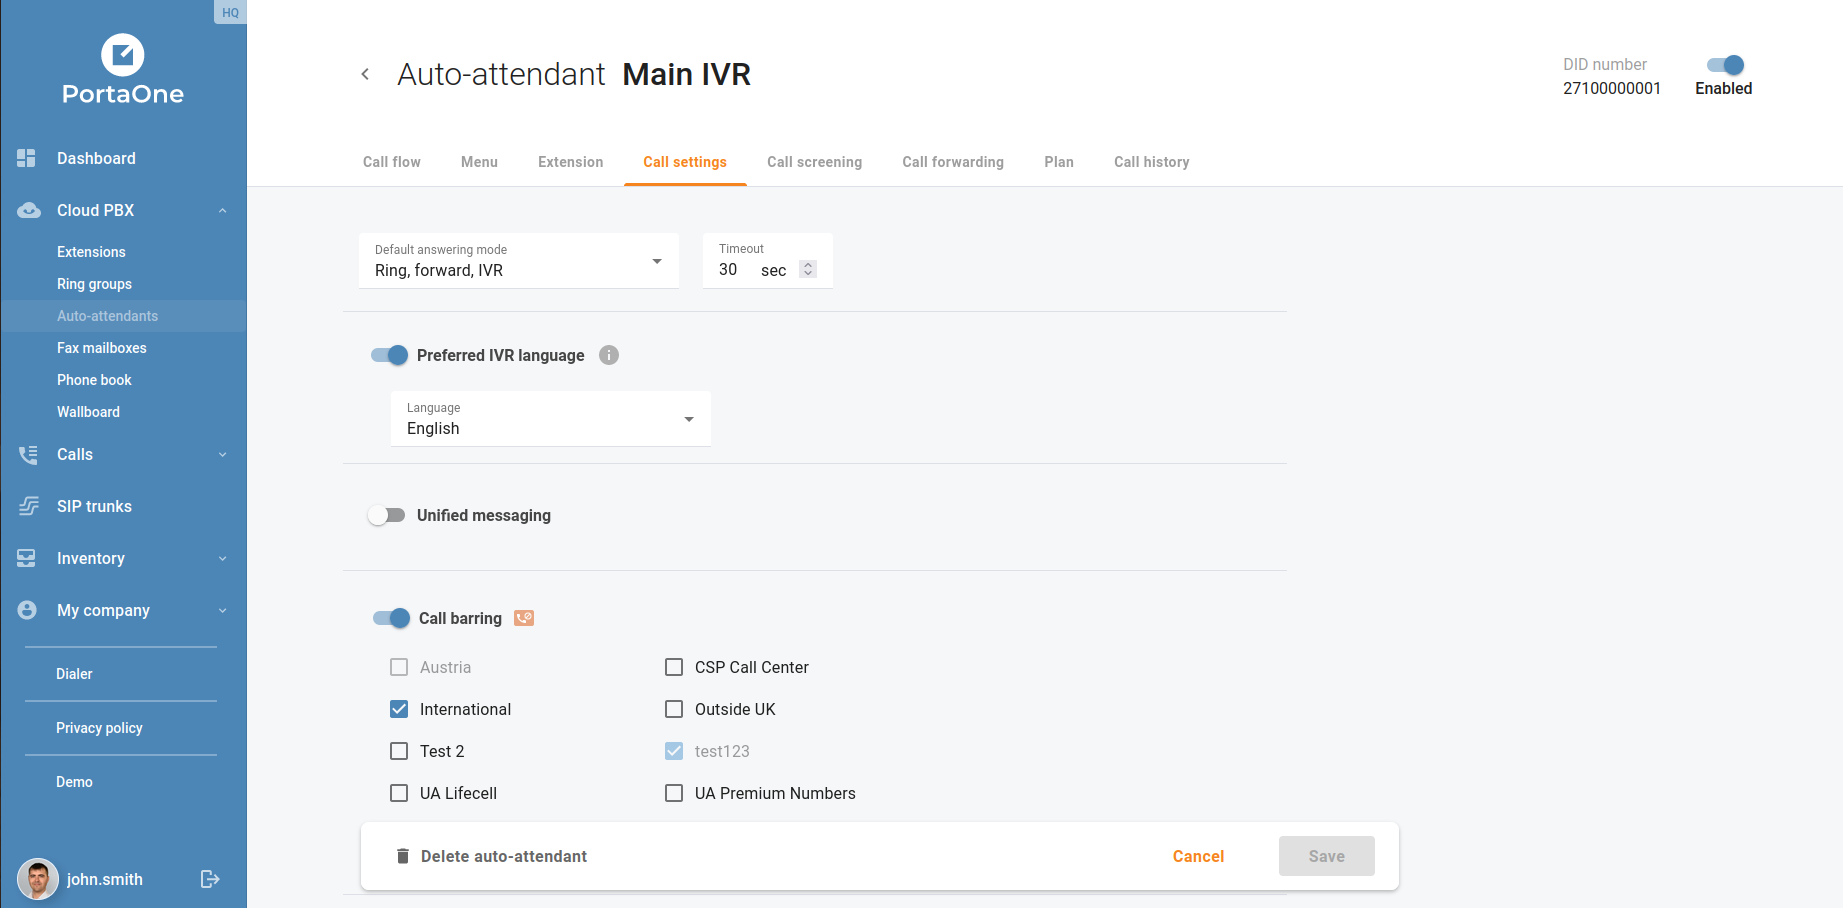 HQ
PortaOne
Dashboard
Cloud PBX
Extensions
Ring groups
Auto-attendants
Fax mailboxes
Phone book
Wallboard
Calls
SIP trunks
Inventory
My company
Dialer
Privacy policy
Demo
john.smith
Auto-attendant Main IVR
DID number
27100000001
Enabled
Call flow
Menu
Extension
Call settings
Call screening
Call forwarding
Plan
Call history
Default answering mode
Ring, forward, IVR
Timeout
30 sec
Preferred IVR language
Language
English
Unified messaging
Call barring
Austria
CSP Call Center
International
Outside UK
Test 2
test123
UA Lifecell
UA Premium Numbers
Delete auto-attendant
Cancel
Save